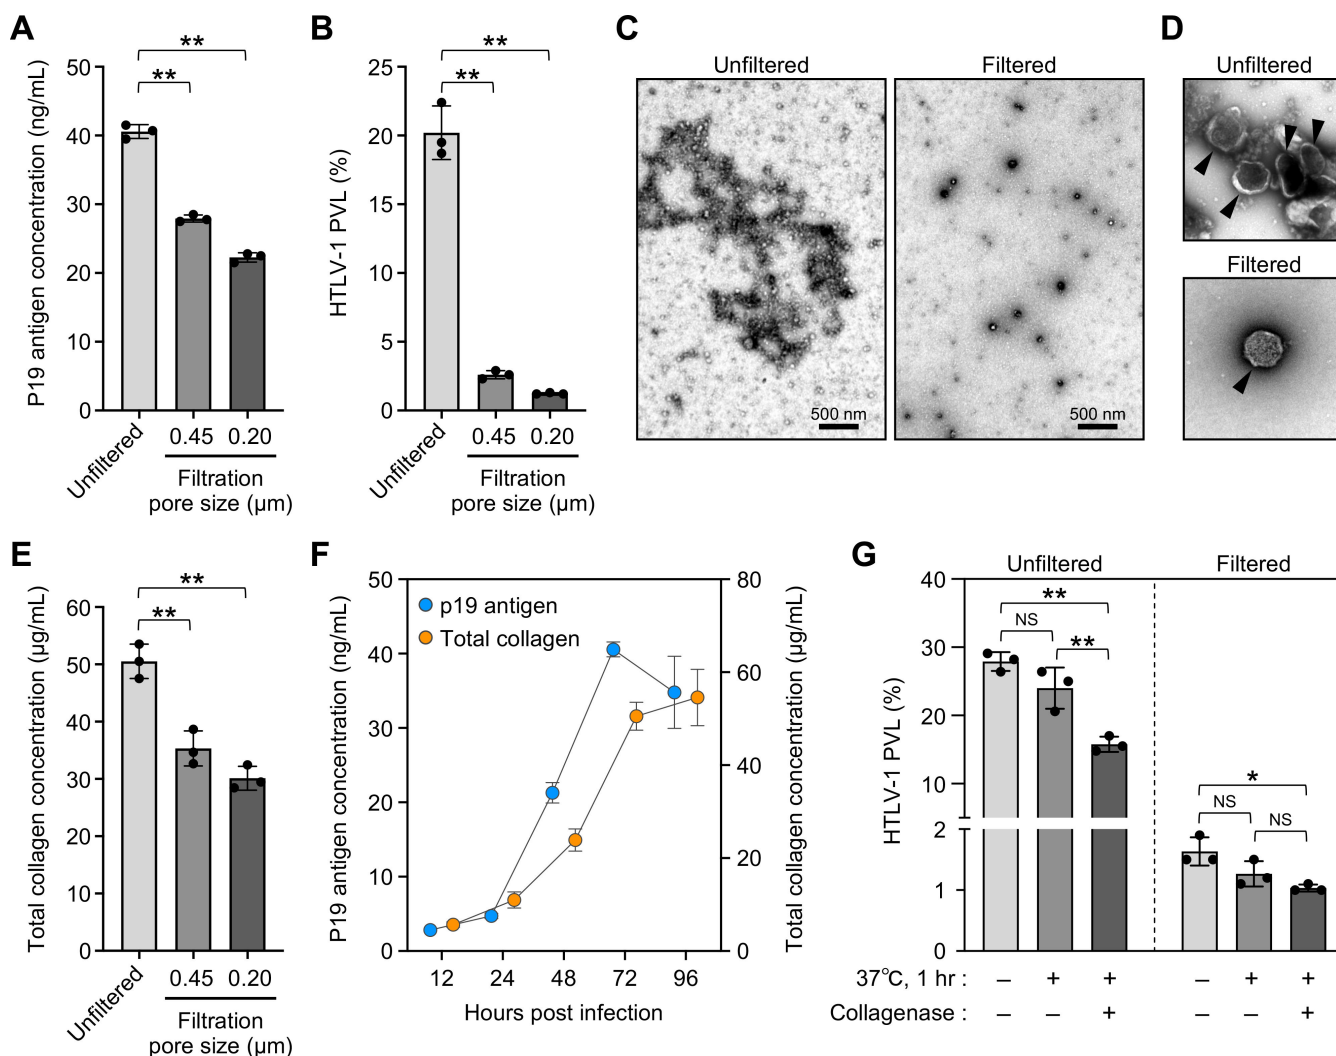 A
P19 antigen concentration (ng/mL)
50
40
30
20
10
0
**
**
Unfiltered
0.45
0.20
Filtration
pore size (µm)
B
HTLV-1 PVL (%)
25
20
15
10
5
0
**
**
Unfiltered
0.45
0.20
Filtration
pore size (µm)
C
Unfiltered
500 nm
Filtered
500 nm
D
Unfiltered
Filtered
E
Total collagen concentration (µg/mL)
60
50
40
30
20
10
0
**
**
Unfiltered
0.45
0.20
Filtration
pore size (µm)
F
P19 antigen concentration (ng/mL)
50
40
30
20
10
0
p19 antigen
Total collagen
80
60
40
20
0
Total collagen concentration (µg/mL)
12
24
48
72
96
Hours post infection
G
Unfiltered
Filtered
HTLV-1 PVL (%)
40
30
20
10
2
1
0
**
NS
**
*
NS
NS
37°C, 1 hr : – + + – + +
Collagenase : – – + – – +